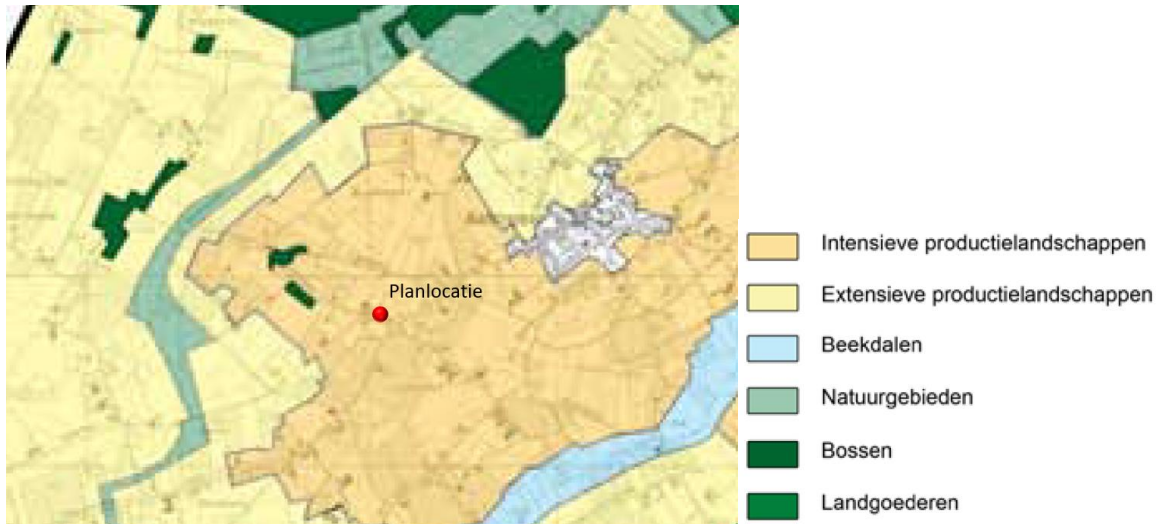 Planlocatie
Intensieve productielandschappen
Extensieve productielandschappen
Beekdalen
Natuurgebieden
Bossen
Landgoederen